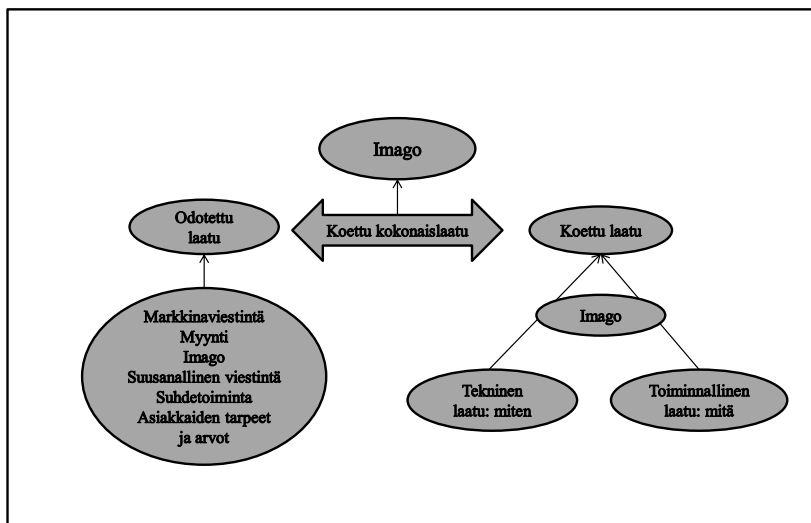 Imago
Odotettu
laatu
Koettu kokonaislaatu
Koettu laatu
Markkinaviestintä
Myynti
Imago
Suusanallinen viestintä
Suhdetoiminta
Asiakkaiden tarpeet
ja arvot
Imago
Tekninen
laatu: miten
Toiminnallinen
laatu: mitä